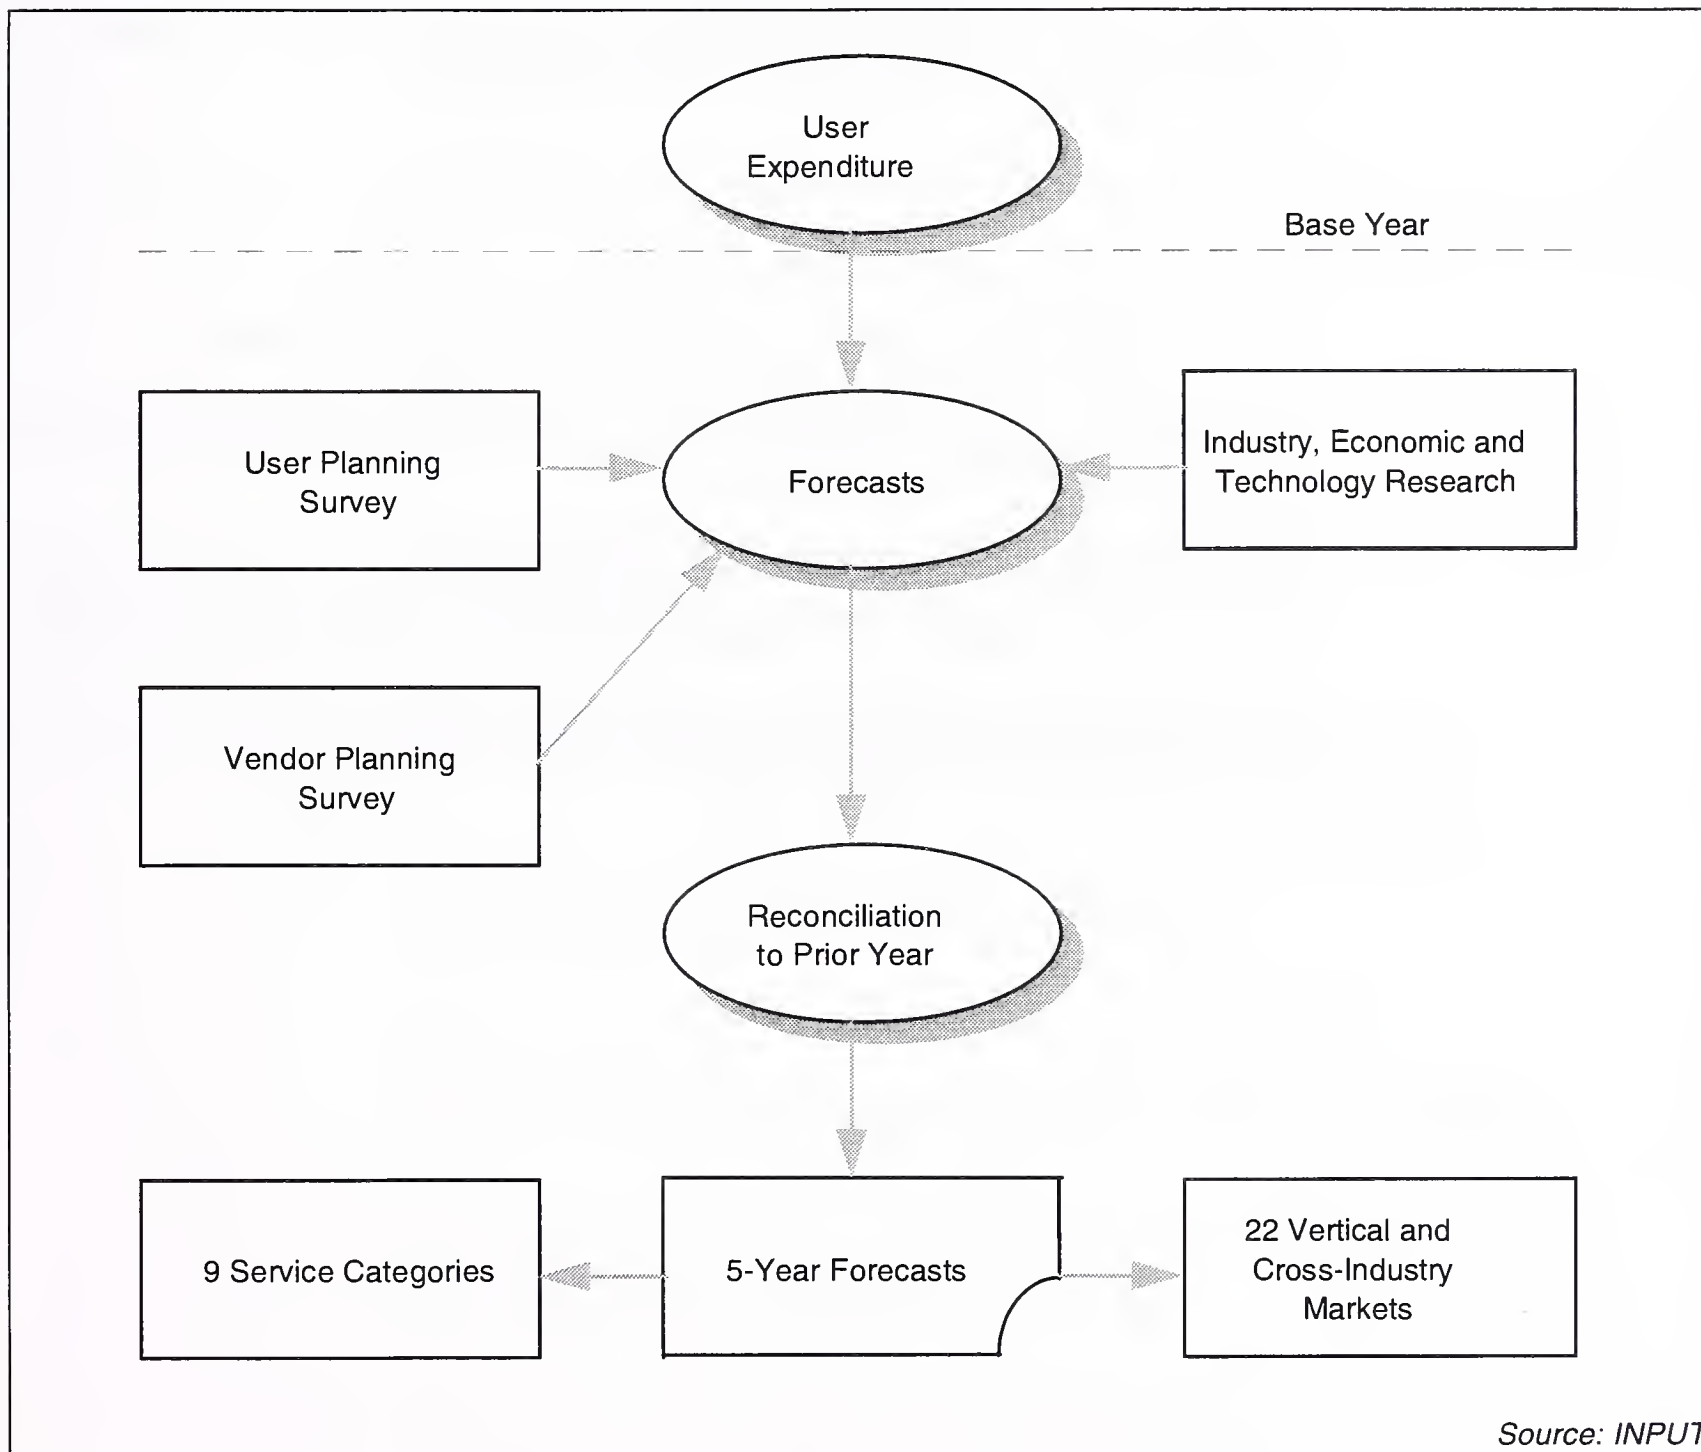 User
Expenditure
Base Year
User Planning
Survey
Forecasts
Industry, Economic and
Technology Research
Vendor Planning
Survey
Reconciliation
to Prior Year
9 Service Categories
5-Year Forecasts
22 Vertical and
Cross-Industry
Markets
Source: INPUT